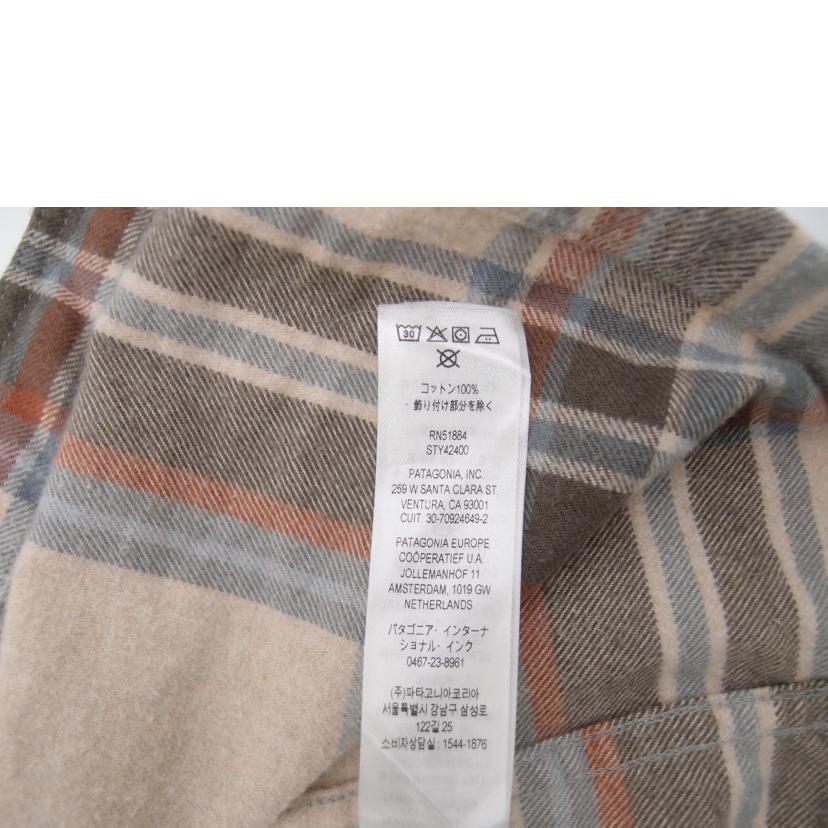 30
コットン100%
・飾り付け部分を除く
RN51884
STY42400
PATAGONIA, INC.
259 W SANTA CLARA ST.
VENTURA, CA 93001
CUIT: 30-70924649-2
PATAGONIA EUROPE
COÖPERATIEF U.A.
JOLLEMANHOF 11
AMSTERDAM, 1019 GW
NETHERLANDS
パタゴニア・インターナ
ショナル・インク
0467-23-8961
(주)파타고니아코리아
서울특별시 강남구 삼성로
122길 25
소비자상담실 : 1544-1876